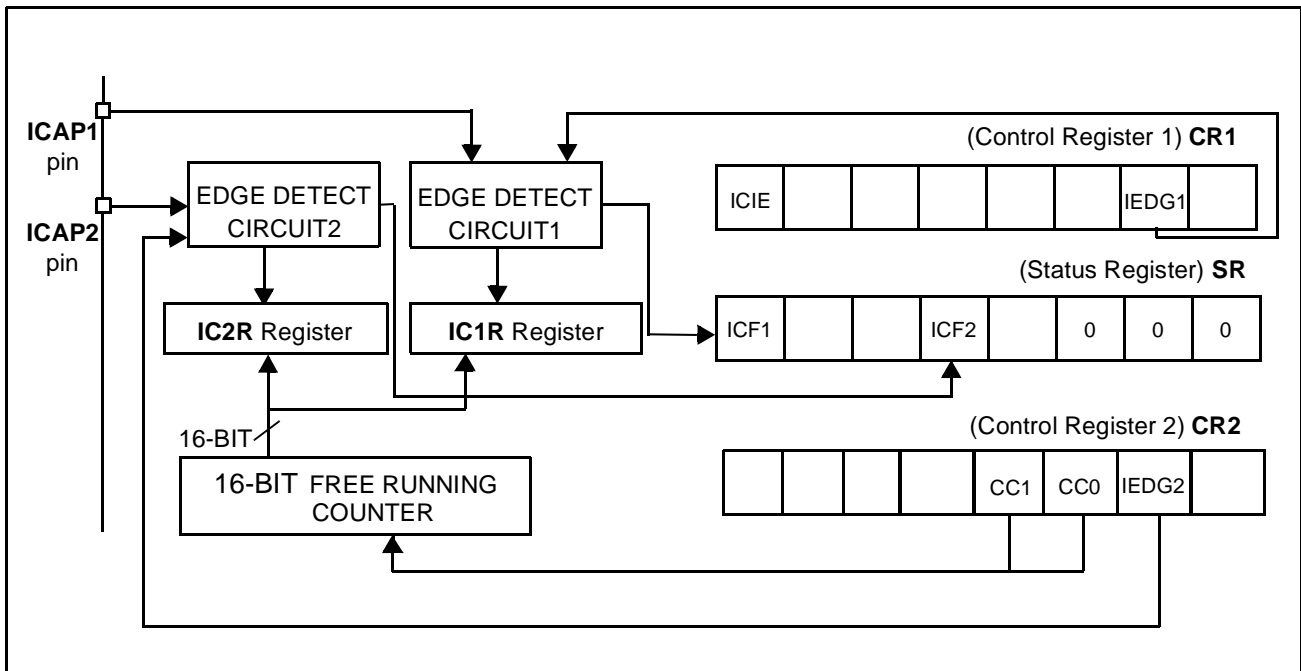 ICAP1
pin
ICAP2
pin
EDGE DETECT
CIRCUIT2
EDGE DETECT
CIRCUIT1
IC2R Register
IC1R Register
16-BIT
16-BIT FREE RUNNING
COUNTER
(Control Register 1) CR1
ICIE IEDG1
(Status Register) SR
ICF1 ICF2 0 0 0
(Control Register 2) CR2
CC1 CC0 IEDG2